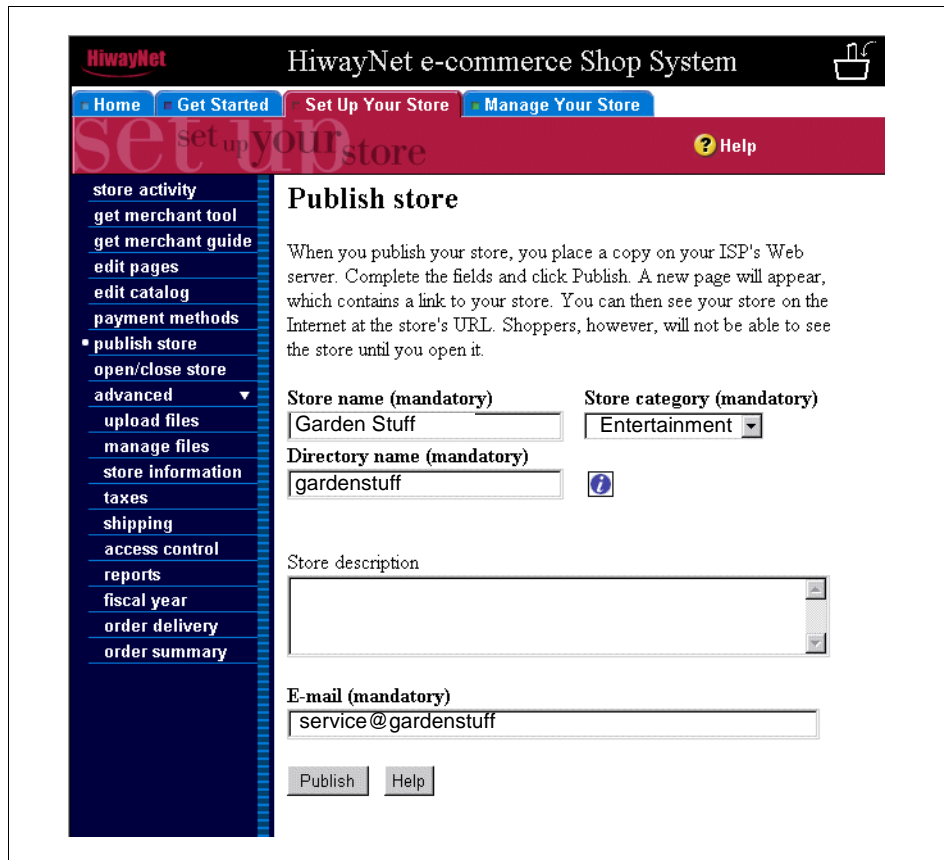 HiwayNet
HiwayNet e-commerce Shop System
Home
Get Started
Set Up Your Store
Manage Your Store
set up
set up your store
Help
store activity
get merchant tool
get merchant guide
edit pages
edit catalog
payment methods
publish store
open/close store
advanced
upload files
manage files
store information
taxes
shipping
access control
reports
fiscal year
order delivery
order summary
Publish store
When you publish your store, you place a copy on your ISP's Web
server. Complete the fields and click Publish. A new page will appear,
which contains a link to your store. You can then see your store on the
Internet at the store's URL. Shoppers, however, will not be able to see
the store until you open it.
Store name (mandatory)
Store category (mandatory)
Garden Stuff
Entertainment
Directory name (mandatory)
gardenstuff
i
Store description
E-mail (mandatory)
service@gardenstuff
Publish
Help